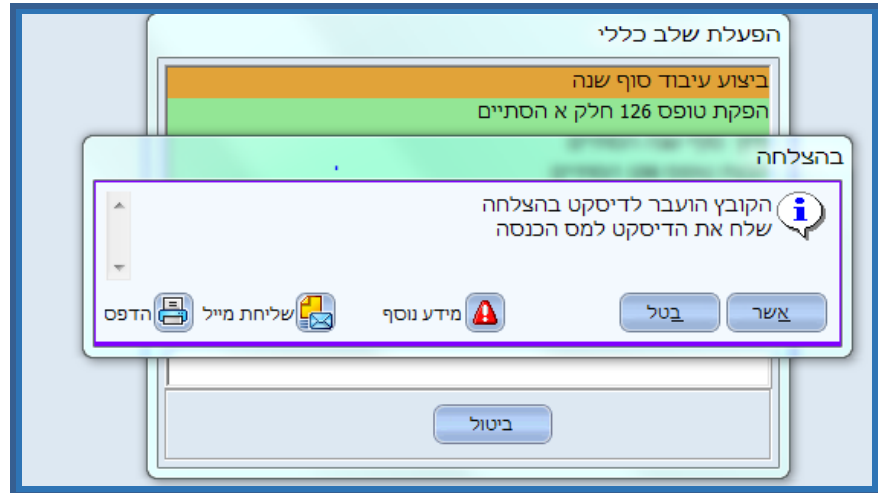 הפעלת שלב כללי
ביצוע עיבוד סוף שנה
הפקת טופס 126 חלק א הסתיים
בהצלחה
הקובץ הועבר לדיסקט בהצלחה
שלח את הדיסקט למס הכנסה
אשר בטל מידע נוסף שליחת מייל הדפס
ביטול